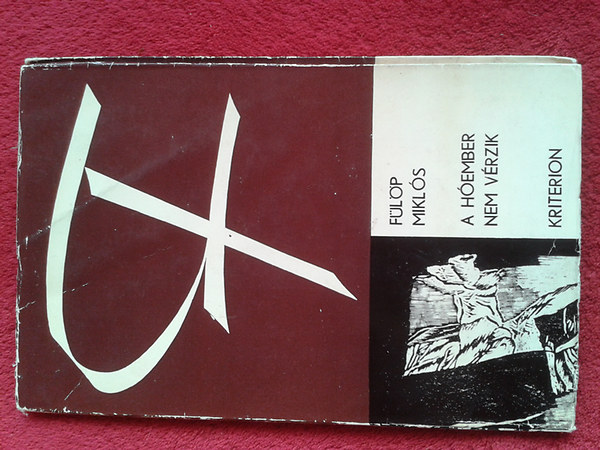 FÜLÖP
MIKLÓS
A HÓEMBER
NEM VÉRZIK
KRITERION